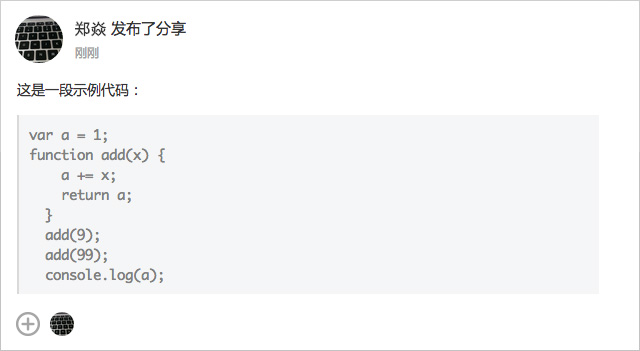 郑焱 发布了分享
刚刚
这是一段示例代码：
var a = 1;
function add(x) {
    a += x;
    return a;
  }
  add(9);
  add(99);
  console.log(a);